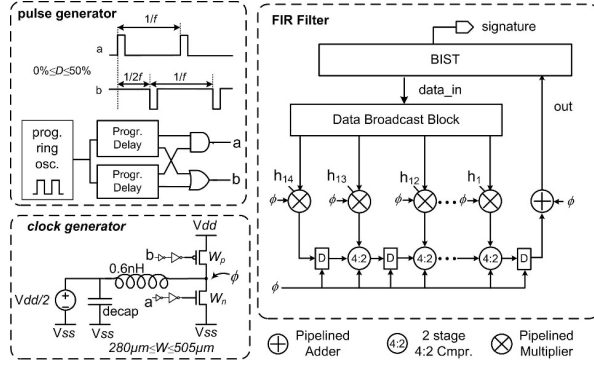 pulse generator
1/f
a
0%≤D≤50%
1/2f
1/f
b
prog.
ring
osc.
Progr.
Delay
Progr.
Delay
a
b
clock generator
Vdd
b
Wp
0.6nH
ϕ
Vdd/2
decap
a
Wn
Vss
Vss
Vss
280µm≤W≤505µm
FIR Filter
signature
BIST
data_in
out
Data Broadcast Block
h14
h13
h12
h1
ϕ
ϕ
ϕ
ϕ
ϕ
D
4:2
D
4:2
4:2
D
ϕ
Pipelined
Adder
4:2
2 stage
4:2 Cmpr.
Pipelined
Multiplier